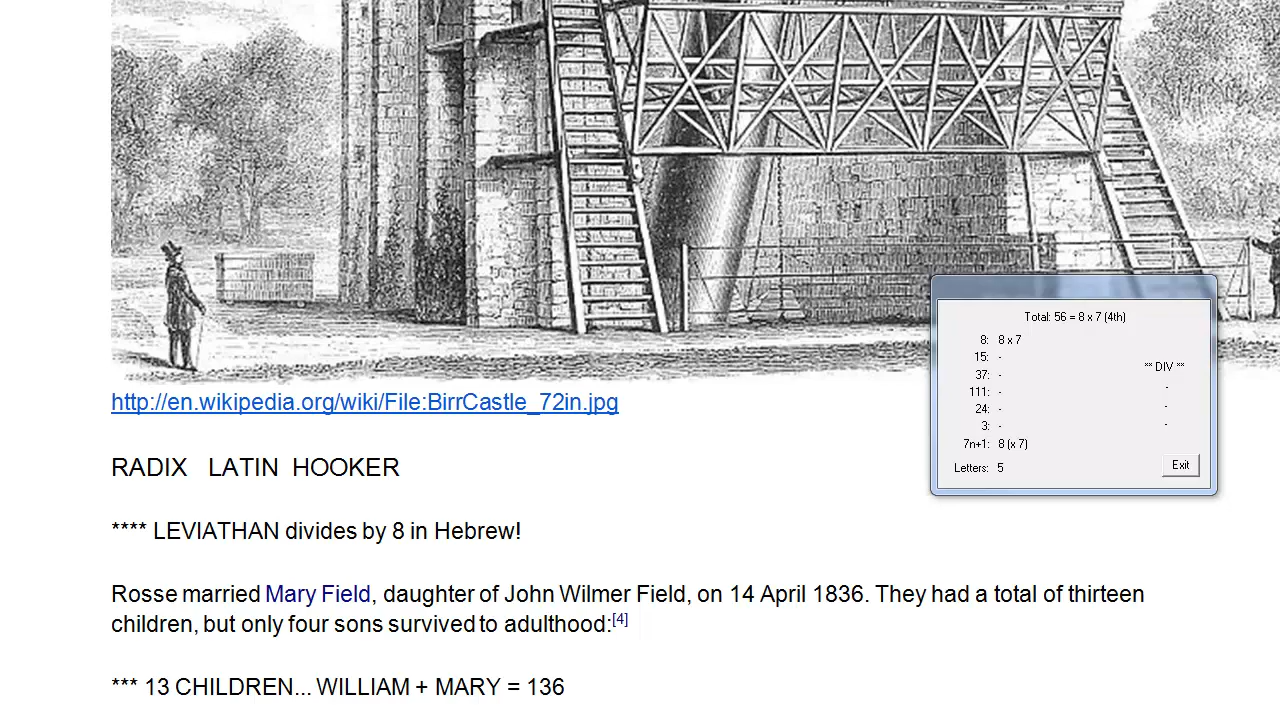 Total: 56 = 8 x 7 (4th)
8: 8 x 7
15: -
** DIV **
37: -
-
111: -
24: -
-
3: -
-
7n+1: 8 (x 7)
Letters: 5
Exit
http://en.wikipedia.org/wiki/File:BirrCastle_72in.jpg
RADIX LATIN HOOKER
**** LEVIATHAN divides by 8 in Hebrew!
Rosse married Mary Field, daughter of John Wilmer Field, on 14 April 1836. They had a total of thirteen
children, but only four sons survived to adulthood:[4]
*** 13 CHILDREN... WILLIAM + MARY = 136